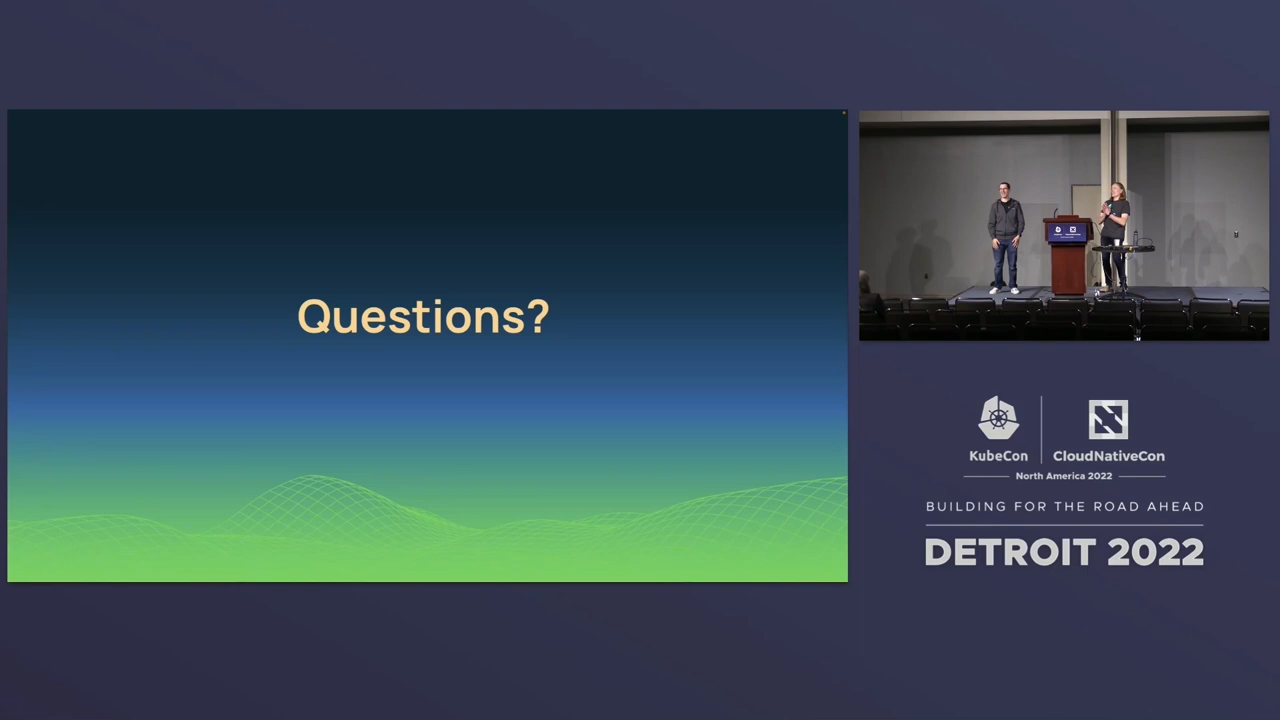 Questions?
KubeCon
CloudNativeCon
North America 2022
BUILDING FOR THE ROAD AHEAD
DETROIT 2022